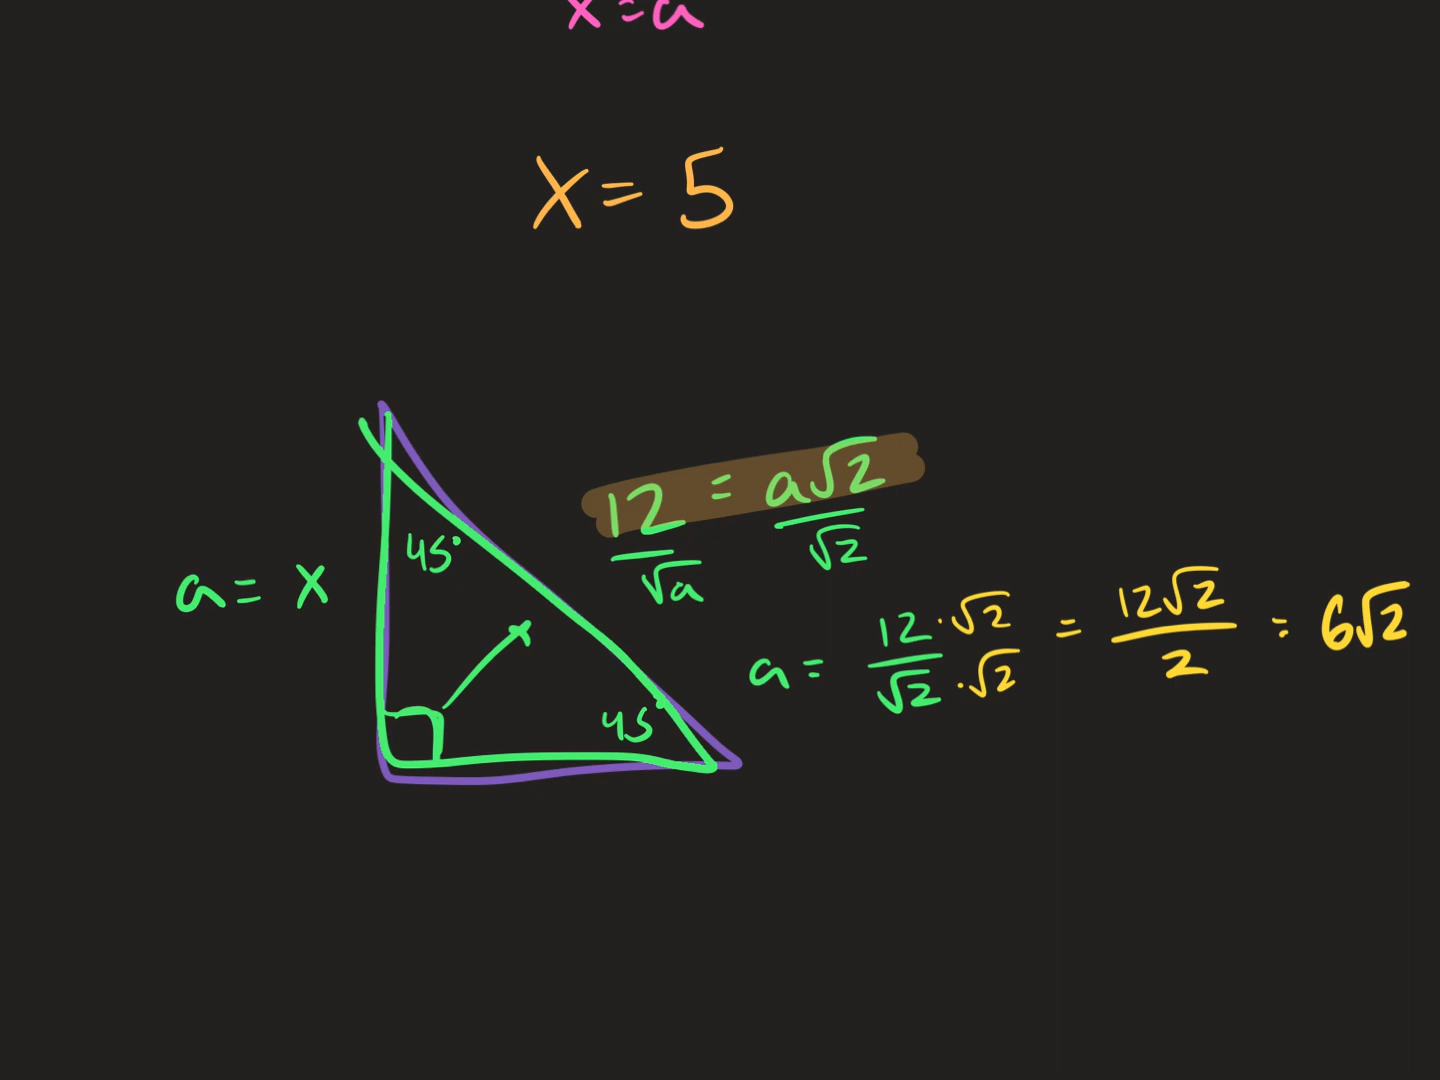 x = a
x = 5
45°
12 = a√2
√a √2
a = x
a = 12 · √2 / √2 · √2 = 12√2 / 2 = 6√2
45°